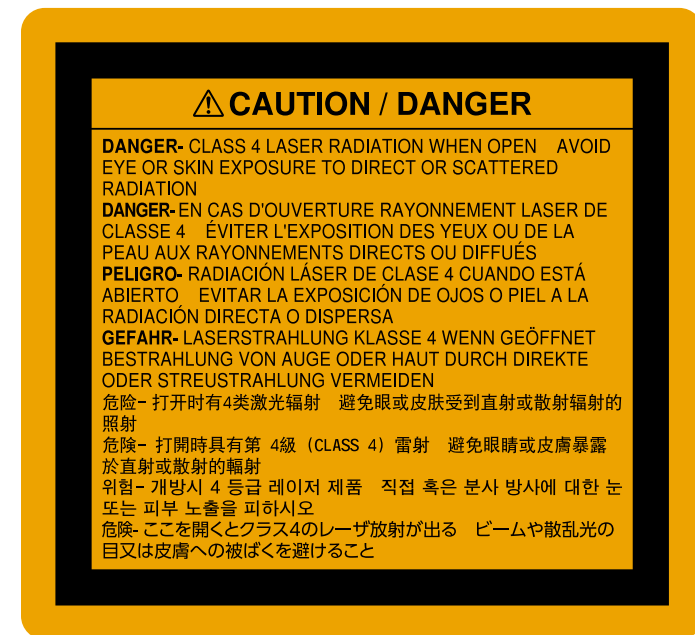 ⚠ CAUTION / DANGER
DANGER- CLASS 4 LASER RADIATION WHEN OPEN　AVOID
EYE OR SKIN EXPOSURE TO DIRECT OR SCATTERED
RADIATION
DANGER- EN CAS D'OUVERTURE RAYONNEMENT LASER DE
CLASSE 4　ÉVITER L'EXPOSITION DES YEUX OU DE LA
PEAU AUX RAYONNEMENTS DIRECTS OU DIFFUÉS
PELIGRO- RADIACIÓN LÁSER DE CLASE 4 CUANDO ESTÁ
ABIERTO　EVITAR LA EXPOSICIÓN DE OJOS O PIEL A LA
RADIACIÓN DIRECTA O DISPERSA
GEFAHR- LASERSTRAHLUNG KLASSE 4 WENN GEÖFFNET
BESTRAHLUNG VON AUGE ODER HAUT DURCH DIREKTE
ODER STREUSTRAHLUNG VERMEIDEN
危险- 打开时有4类激光辐射　避免眼或皮肤受到直射或散射辐射的
照射
危険- 打開時具有第 4級 (CLASS 4) 雷射　避免眼睛或皮膚暴露
於直射或散射的輻射
위험- 개방시 4 등급 레이저 제품　직접 혹은 분사 방사에 대한 눈
또는 피부 노출을 피하시오
危険- ここを開くとクラス4のレーザ放射が出る　ビームや散乱光の
目又は皮膚への被ばくを避けること